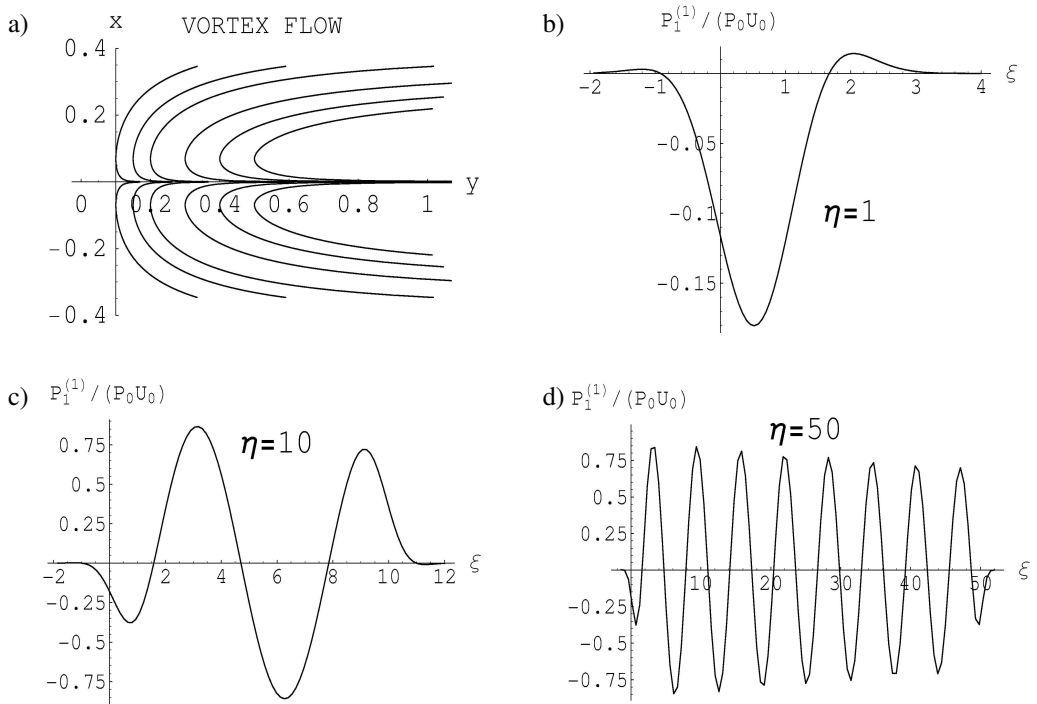 a)
x
VORTEX FLOW
0.4
0.2
y
0
0.2
0.4
0.6
0.8
1
-0.2
-0.4
b)
P₁⁽¹⁾/(P₀U₀)
ξ
-2
-1
1
2
3
4
-0.05
-0.1
-0.15
η=1
c)
P₁⁽¹⁾/(P₀U₀)
η=10
0.75
0.5
0.25
ξ
-2
2
4
6
8
10
12
-0.25
-0.5
-0.75
d)
P₁⁽¹⁾/(P₀U₀)
η=50
0.75
0.5
0.25
ξ
10
20
30
40
50
-0.25
-0.5
-0.75